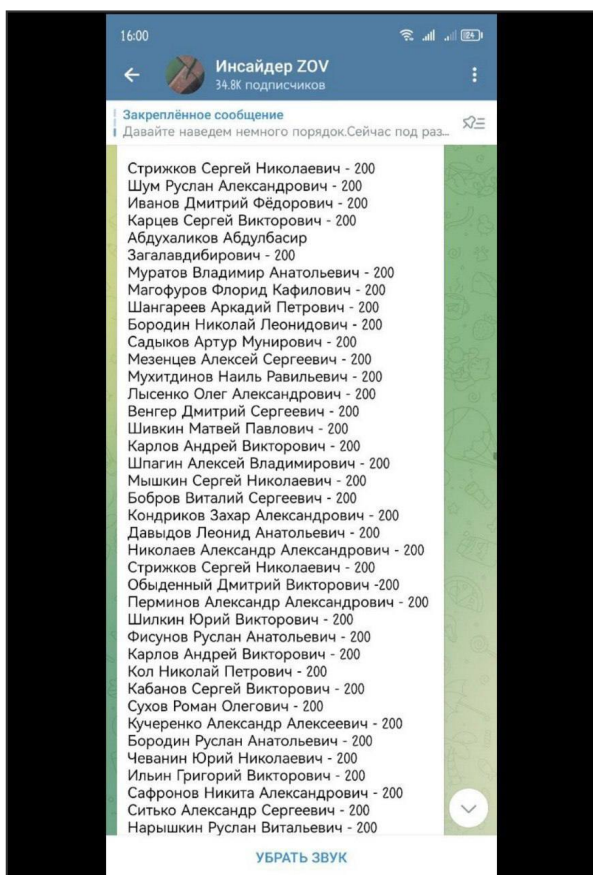 16:00
124
Инсайдер ZOV
34.8K подписчиков
Закреплённое сообщение
Давайте наведем немного порядок.Сейчас под раз...
Стрижков Сергей Николаевич - 200
Шум Руслан Александрович - 200
Иванов Дмитрий Фёдорович - 200
Карцев Сергей Викторович - 200
Абдухаликов Абдулбасир
Загалавдибирович - 200
Муратов Владимир Анатольевич - 200
Магофуров Флорид Кафилович - 200
Шангареев Аркадий Петрович - 200
Бородин Николай Леонидович - 200
Садыков Артур Мунирович - 200
Мезенцев Алексей Сергеевич - 200
Мухитдинов Наиль Равильевич - 200
Лысенко Олег Александрович - 200
Венгер Дмитрий Сергеевич - 200
Шивкин Матвей Павлович - 200
Карлов Андрей Викторович - 200
Шпагин Алексей Владимирович - 200
Мышкин Сергей Николаевич - 200
Бобров Виталий Сергеевич - 200
Кондриков Захар Александрович - 200
Давыдов Леонид Анатольевич - 200
Николаев Александр Александрович - 200
Стрижков Сергей Николаевич - 200
Обыденный Дмитрий Викторович -200
Перминов Александр Александрович - 200
Шилкин Юрий Викторович - 200
Фисунов Руслан Анатольевич - 200
Карлов Андрей Викторович - 200
Кол Николай Петрович - 200
Кабанов Сергей Викторович - 200
Сухов Роман Олегович - 200
Кучеренко Александр Алексеевич - 200
Бородин Руслан Анатольевич - 200
Чеванин Юрий Николаевич - 200
Ильин Григорий Викторович - 200
Сафронов Никита Александрович - 200
Ситько Александр Сергеевич - 200
Нарышкин Руслан Витальевич - 200
УБРАТЬ ЗВУК